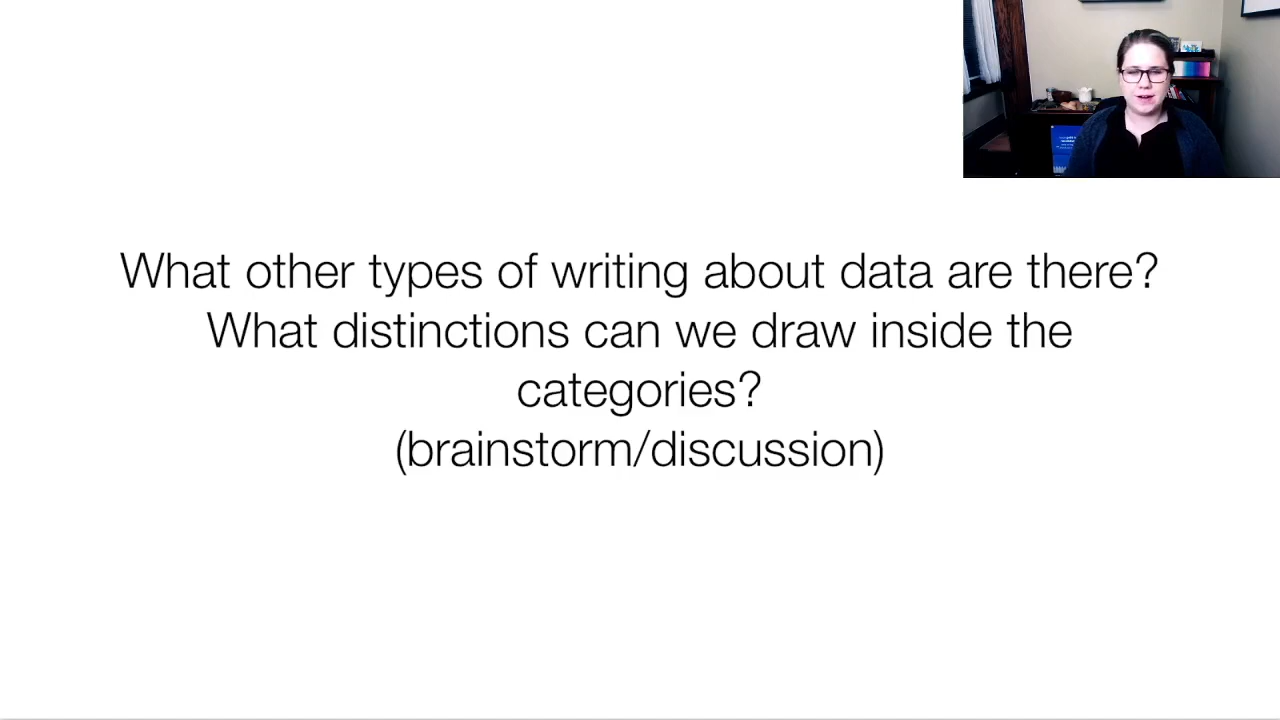 What other types of writing about data are there?
What distinctions can we draw inside the
categories?
(brainstorm/discussion)